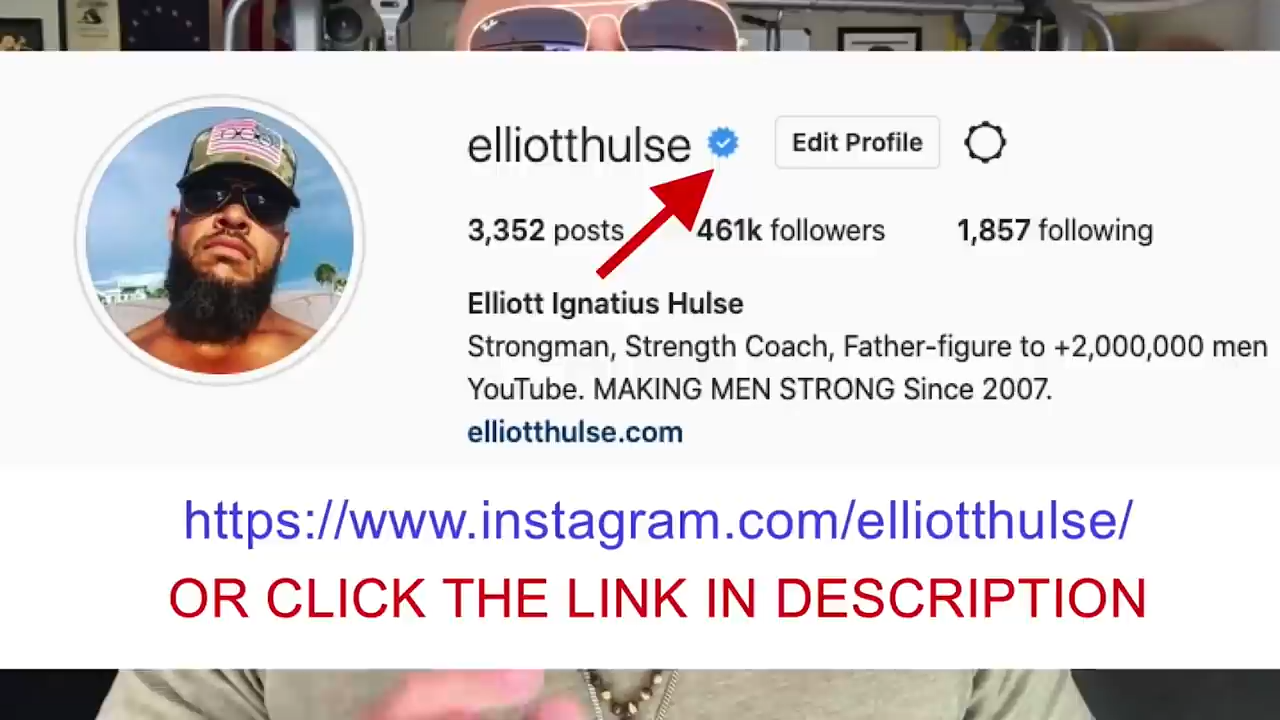 elliotthulse Edit Profile
3,352 posts 461k followers 1,857 following
Elliott Ignatius Hulse
Strongman, Strength Coach, Father-figure to +2,000,000 men
YouTube. MAKING MEN STRONG Since 2007.
elliotthulse.com
https://www.instagram.com/elliotthulse/
OR CLICK THE LINK IN DESCRIPTION